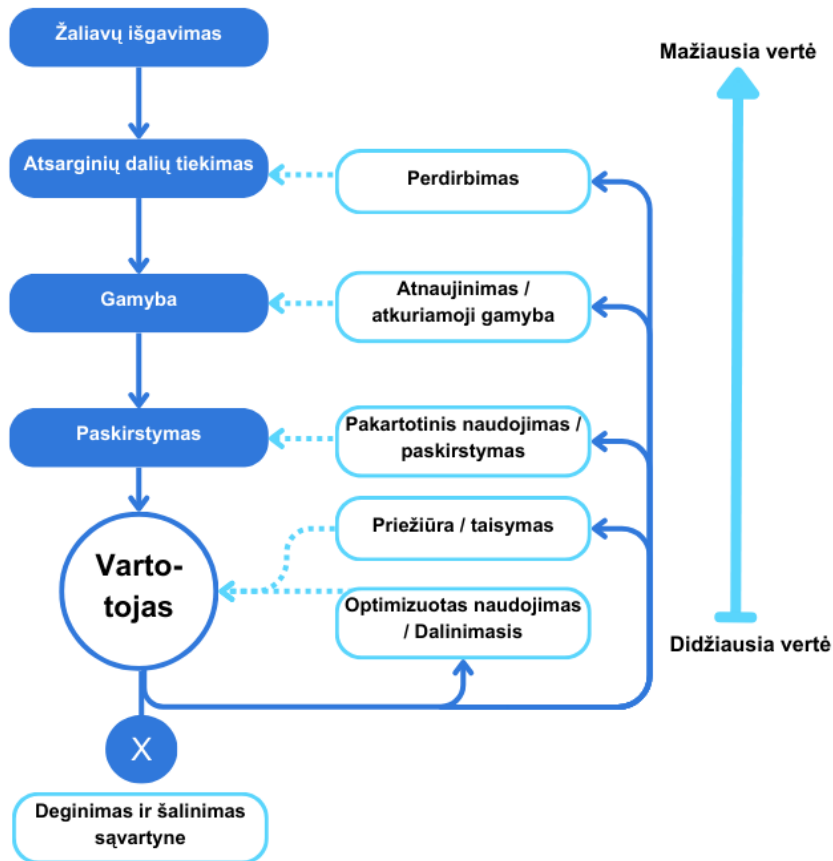 Žaliavų išgavimas
Mažiausia vertė
Atsarginių dalių tiekimas
Perdirbimas
Gamyba
Atnaujinimas /
atkuriamoji gamyba
Paskirstymas
Pakartotinis naudojimas /
paskirstymas
Priežiūra / taisymas
Varto-
tojas
Optimizuotas naudojimas
/ Dalinimasis
Didžiausia vertė
X
Deginimas ir šalinimas
sąvartyne